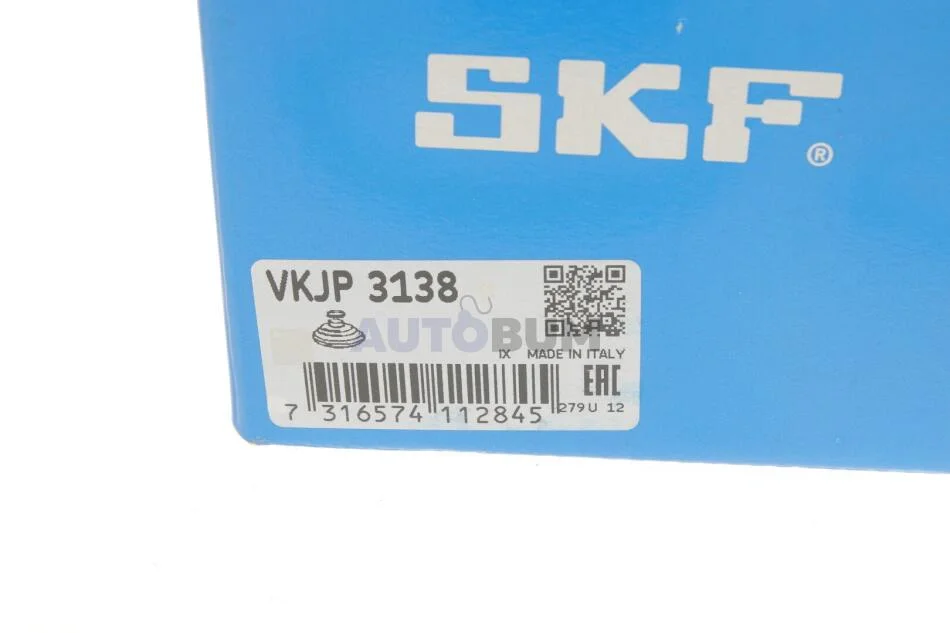 SKF®
VKJP 3138
AUTOBUM
IX MADE IN ITALY
EAC
7 316574 112845
279U 12